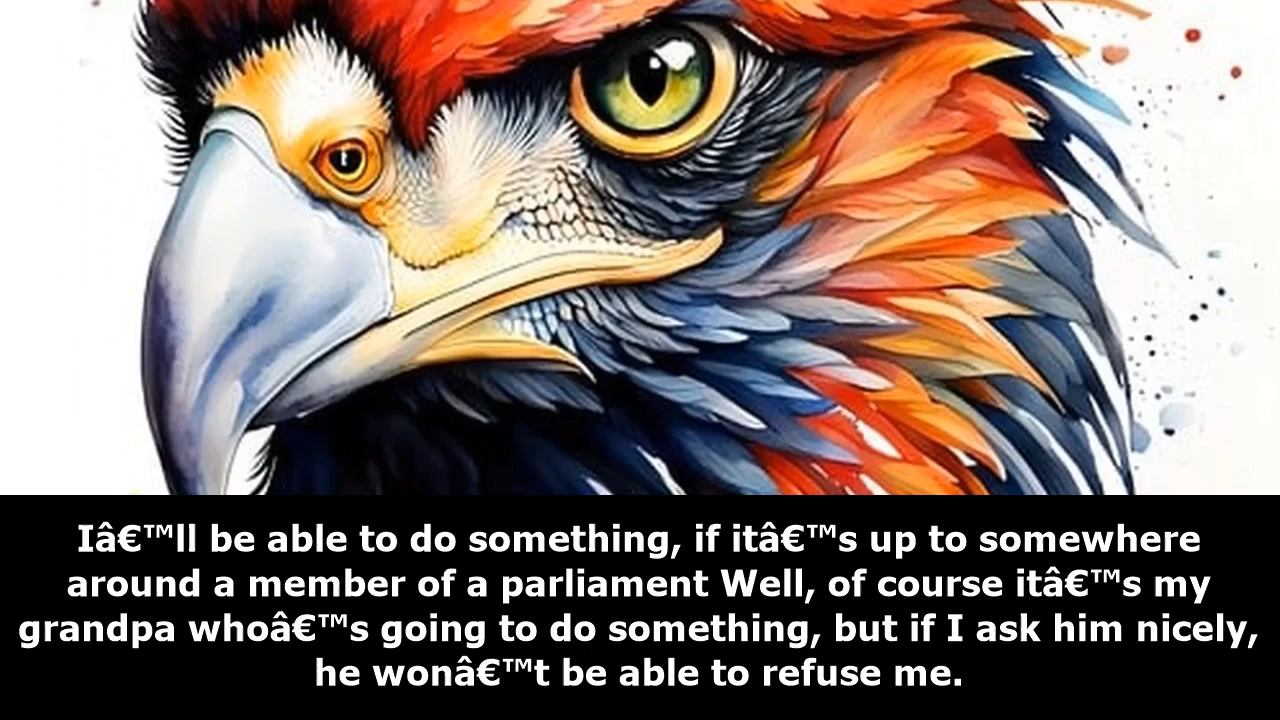 Iâ€™ll be able to do something, if itâ€™s up to somewhere
around a member of a parliament Well, of course itâ€™s my
grandpa whoâ€™s going to do something, but if I ask him nicely,
he wonâ€™t be able to refuse me.